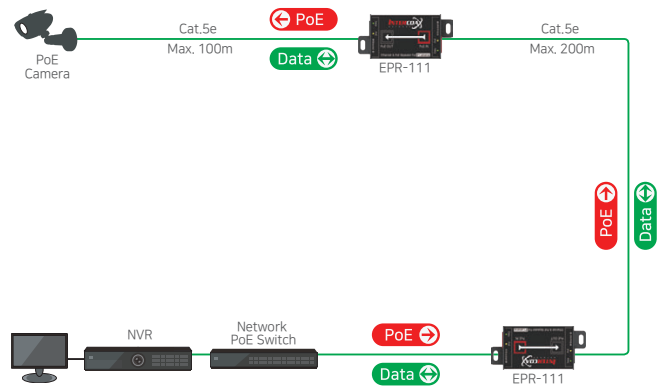 PoE
Cat.5e
Max. 100m
Data
PoE
Camera
EPR-111
Cat.5e
Max. 200m
PoE
Data
NVR
Network
PoE Switch
PoE
Data
EPR-111